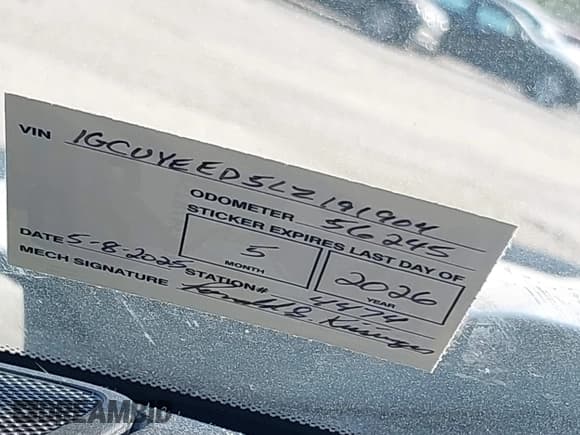 VIN 1GCUYEED5LZ191904
ODOMETER 56245
STICKER EXPIRES LAST DAY OF
5 2026
MONTH YEAR
DATE 5-8-2025 STATION# 4474
MECH SIGNATURE